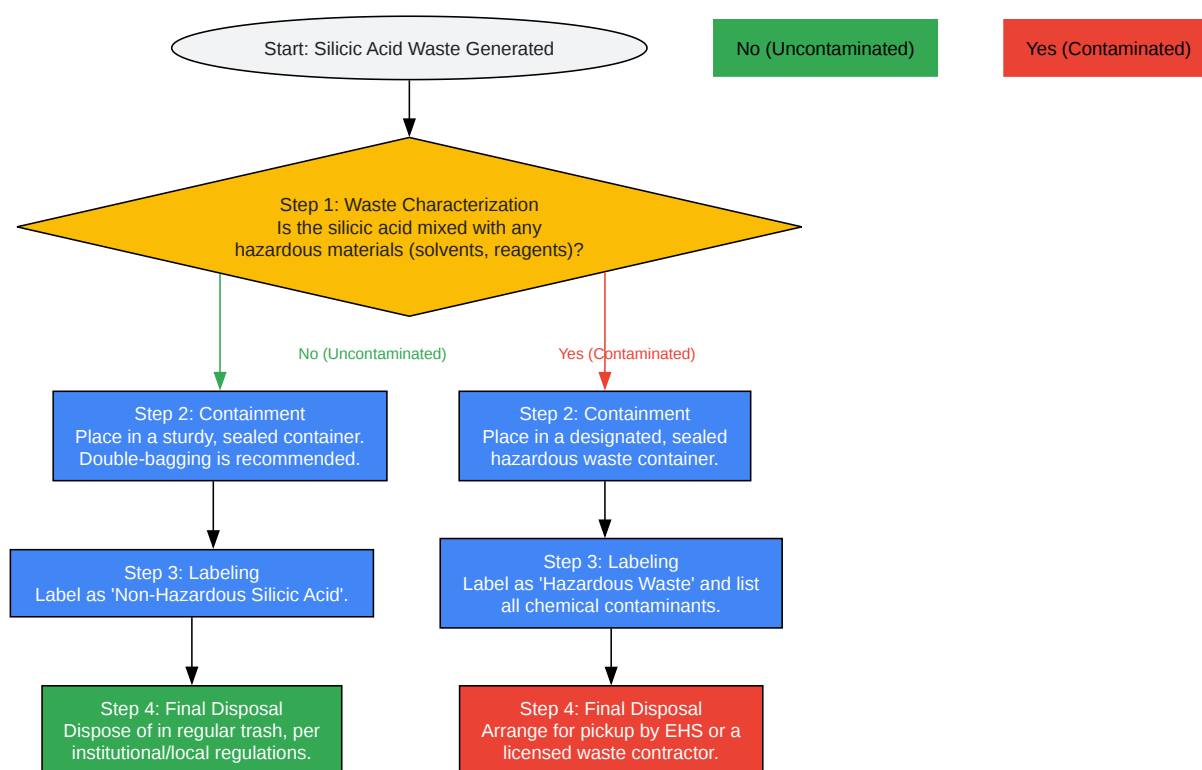 Start: Silicic Acid Waste Generated
No (Uncontaminated)
Yes (Contaminated)
Step 1: Waste Characterization
Is the silicic acid mixed with any
hazardous materials (solvents, reagents)?
No (Uncontaminated)
Yes (Contaminated)
Step 2: Containment
Place in a sturdy, sealed container.
Double-bagging is recommended.
Step 2: Containment
Place in a designated, sealed
hazardous waste container.
Step 3: Labeling
Label as 'Non-Hazardous Silicic Acid'.
Step 3: Labeling
Label as 'Hazardous Waste' and list
all chemical contaminants.
Step 4: Final Disposal
Dispose of in regular trash, per
institutional/local regulations.
Step 4: Final Disposal
Arrange for pickup by EHS or a
licensed waste contractor.